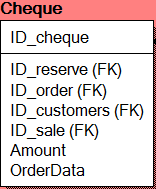 Cheque
ID_cheque
ID_reserve (FK)
ID_order (FK)
ID_customers (FK)
ID_sale (FK)
Amount
OrderData